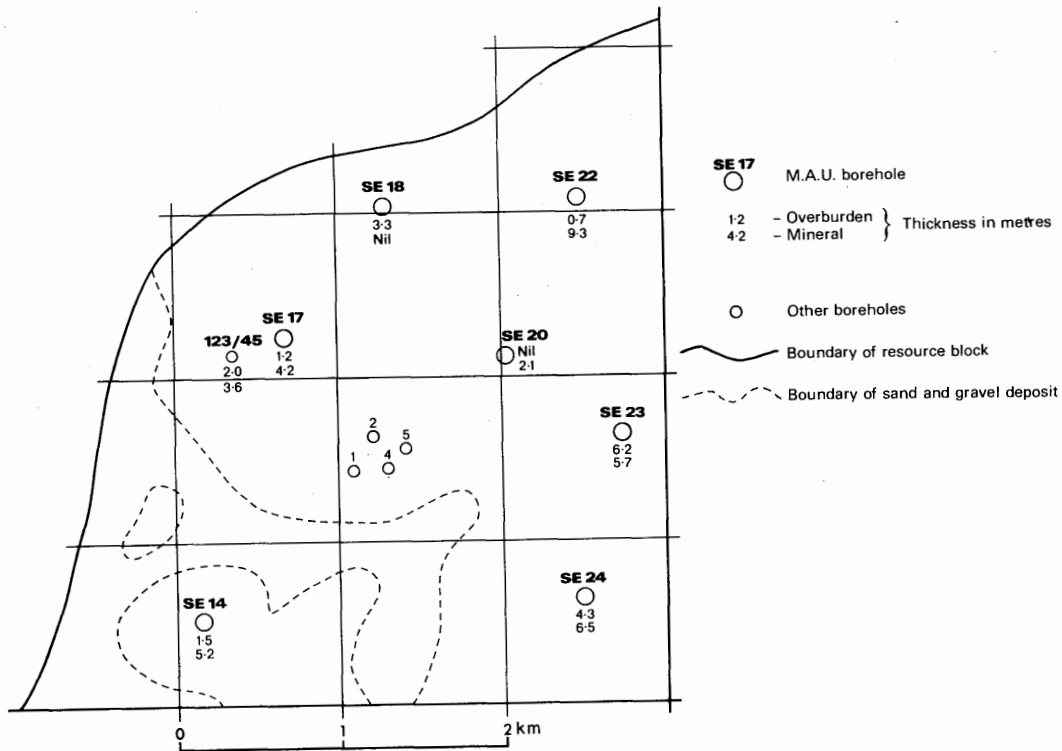 SE 18
3·3
Nil
SE 22
0·7
9·3
SE 17
M.A.U. borehole
1·2 – Overburden
4·2 – Mineral
} Thickness in metres
Other boreholes
Boundary of resource block
Boundary of sand and gravel deposit
123/45
2·0
3·6
SE 17
1·2
4·2
SE 20
Nil
2·1
2
5
1
4
SE 23
6·2
5·7
SE 14
1·5
5·2
SE 24
4·3
6·5
0 1 2 km